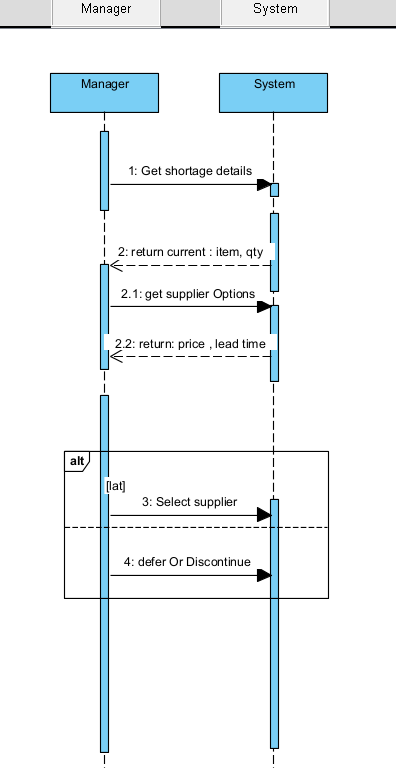 Manager
System
Manager
System
1: Get shortage details
2: return current : item, qty
2.1: get supplier Options
2.2: return: price , lead time
alt
[lat]
3: Select supplier
4: defer Or Discontinue